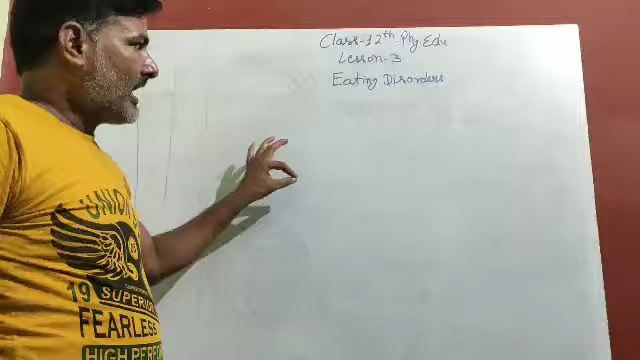 Class-12th Phy. Edu
Lesson-3
Eating Disorders
UNION
19
SUPERIOR
FEARLESS
HIGH PERF